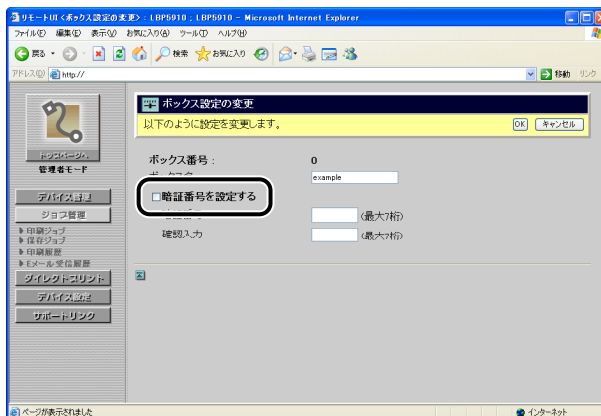 リモートUI <ボックス設定の変更> : LBP5910 ; LBP5910 - Microsoft Internet Explorer
ファイル(F) 編集(E) 表示(V) お気に入り(A) ツール(T) ヘルプ(H)
戻る 検索 お気に入り
アドレス(D) http:// 移動 リンク
ボックス設定の変更
以下のように設定を変更します。 OK キャンセル
トップページへ
管理者モード
デバイス管理
ジョブ管理
印刷ジョブ
保存ジョブ
印刷履歴
Eメール受信履歴
ダイレクトプリント
デバイス設定
サポートリンク
ボックス番号 : 0
example
暗証番号を設定する
(最大7桁)
確認入力 (最大7桁)
ページが表示されました インターネット